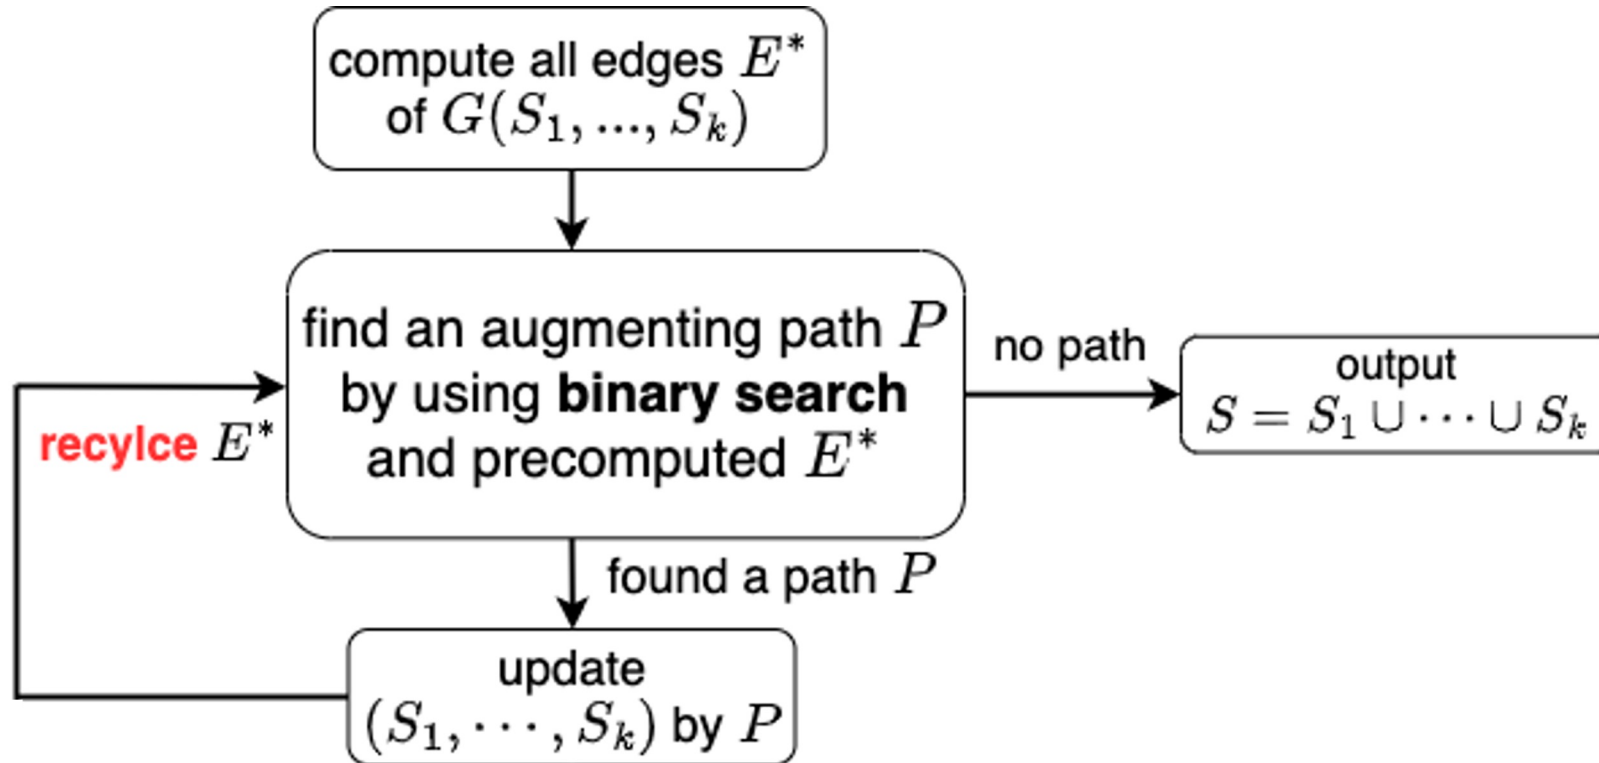 compute all edges E*
of G(S₁, ..., Sₖ)
find an augmenting path P
by using binary search
and precomputed E*
no path
output
S = S₁ ∪ ⋯ ∪ Sₖ
recylce E*
found a path P
update
(S₁, ⋯ , Sₖ) by P